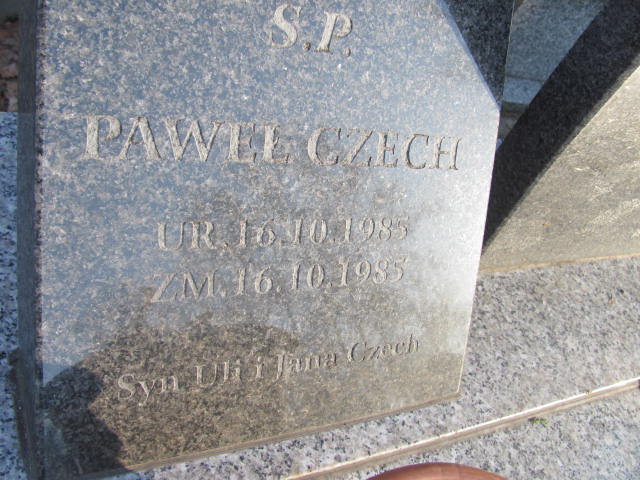 Ś.P.
PAWEŁ CZECH
UR. 16.10.1985
ZM. 16.10.1985
Syn Uli i Jana Czech